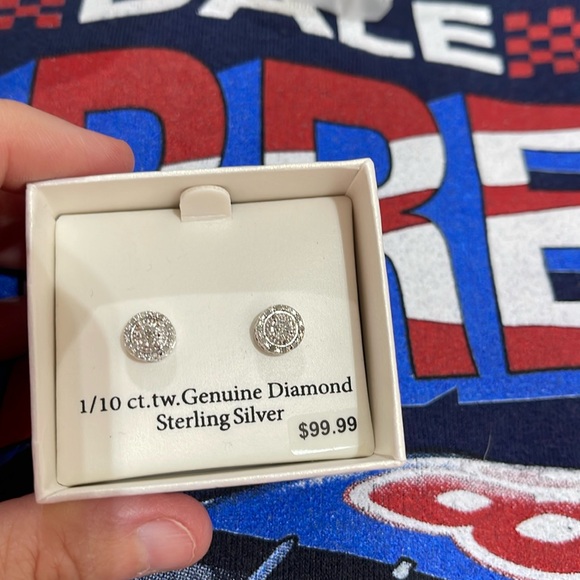 DALE
1/10 ct.tw.Genuine Diamond
Sterling Silver
$99.99